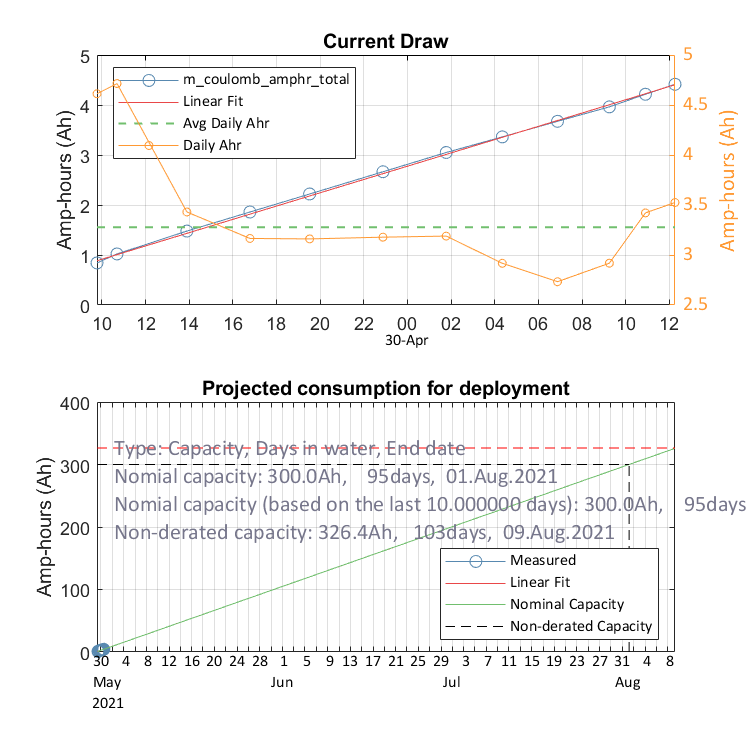 Current Draw
5
4
3
2
1
0
Amp-hours (Ah)
m_coulomb_amphr_total
Linear Fit
Avg Daily Ahr
Daily Ahr
5
4.5
4
3.5
3
2.5
Amp-hours (Ah)
10 12 14 16 18 20 22 00 02 04 06 08 10 12
30-Apr
Projected consumption for deployment
400
300
200
100
0
Amp-hours (Ah)
Type: Capacity, Days in water, End date
Nomial capacity: 300.0Ah, 95days, 01.Aug.2021
Nomial capacity (based on the last 10.000000 days): 300.0Ah, 95days
Non-derated capacity: 326.4Ah, 103days, 09.Aug.2021
Measured
Linear Fit
Nominal Capacity
Non-derated Capacity
30 4 8 12 16 20 24 28 1 5 9 13 17 21 25 29 3 7 11 15 19 23 27 31 4 8
May Jun Jul Aug
2021